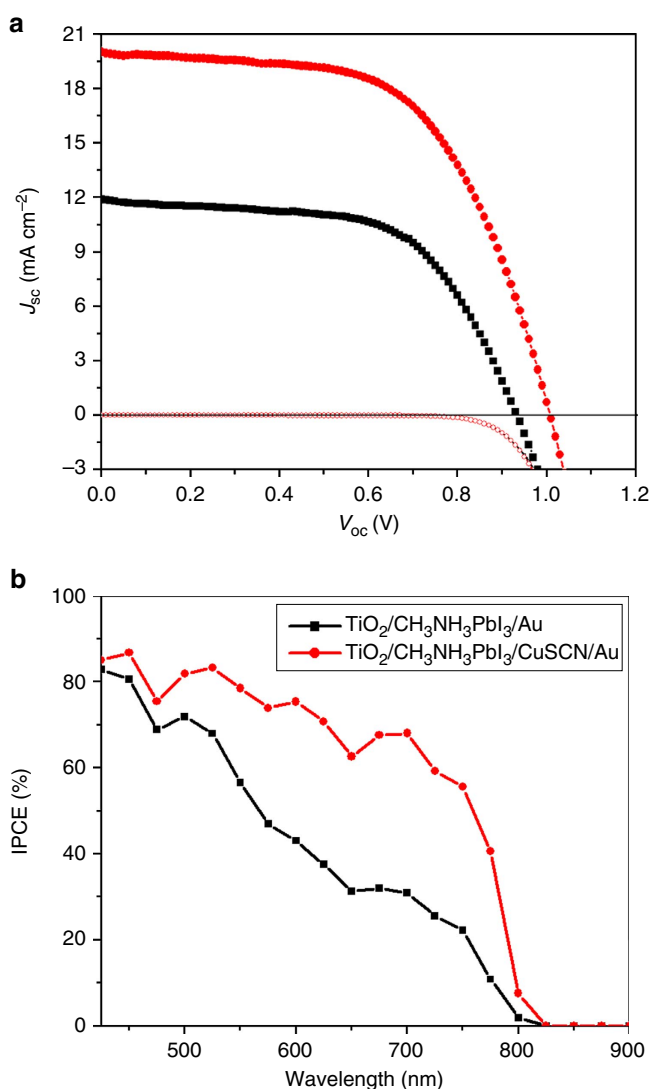 a
21
18
15
12
9
6
3
0
–3
J_sc (mA cm⁻²)
0.0 0.2 0.4 0.6 0.8 1.0 1.2
V_oc (V)
b
100
80
60
40
20
0
IPCE (%)
TiO₂/CH₃NH₃PbI₃/Au
TiO₂/CH₃NH₃PbI₃/CuSCN/Au
500 600 700 800 900
Wavelength (nm)